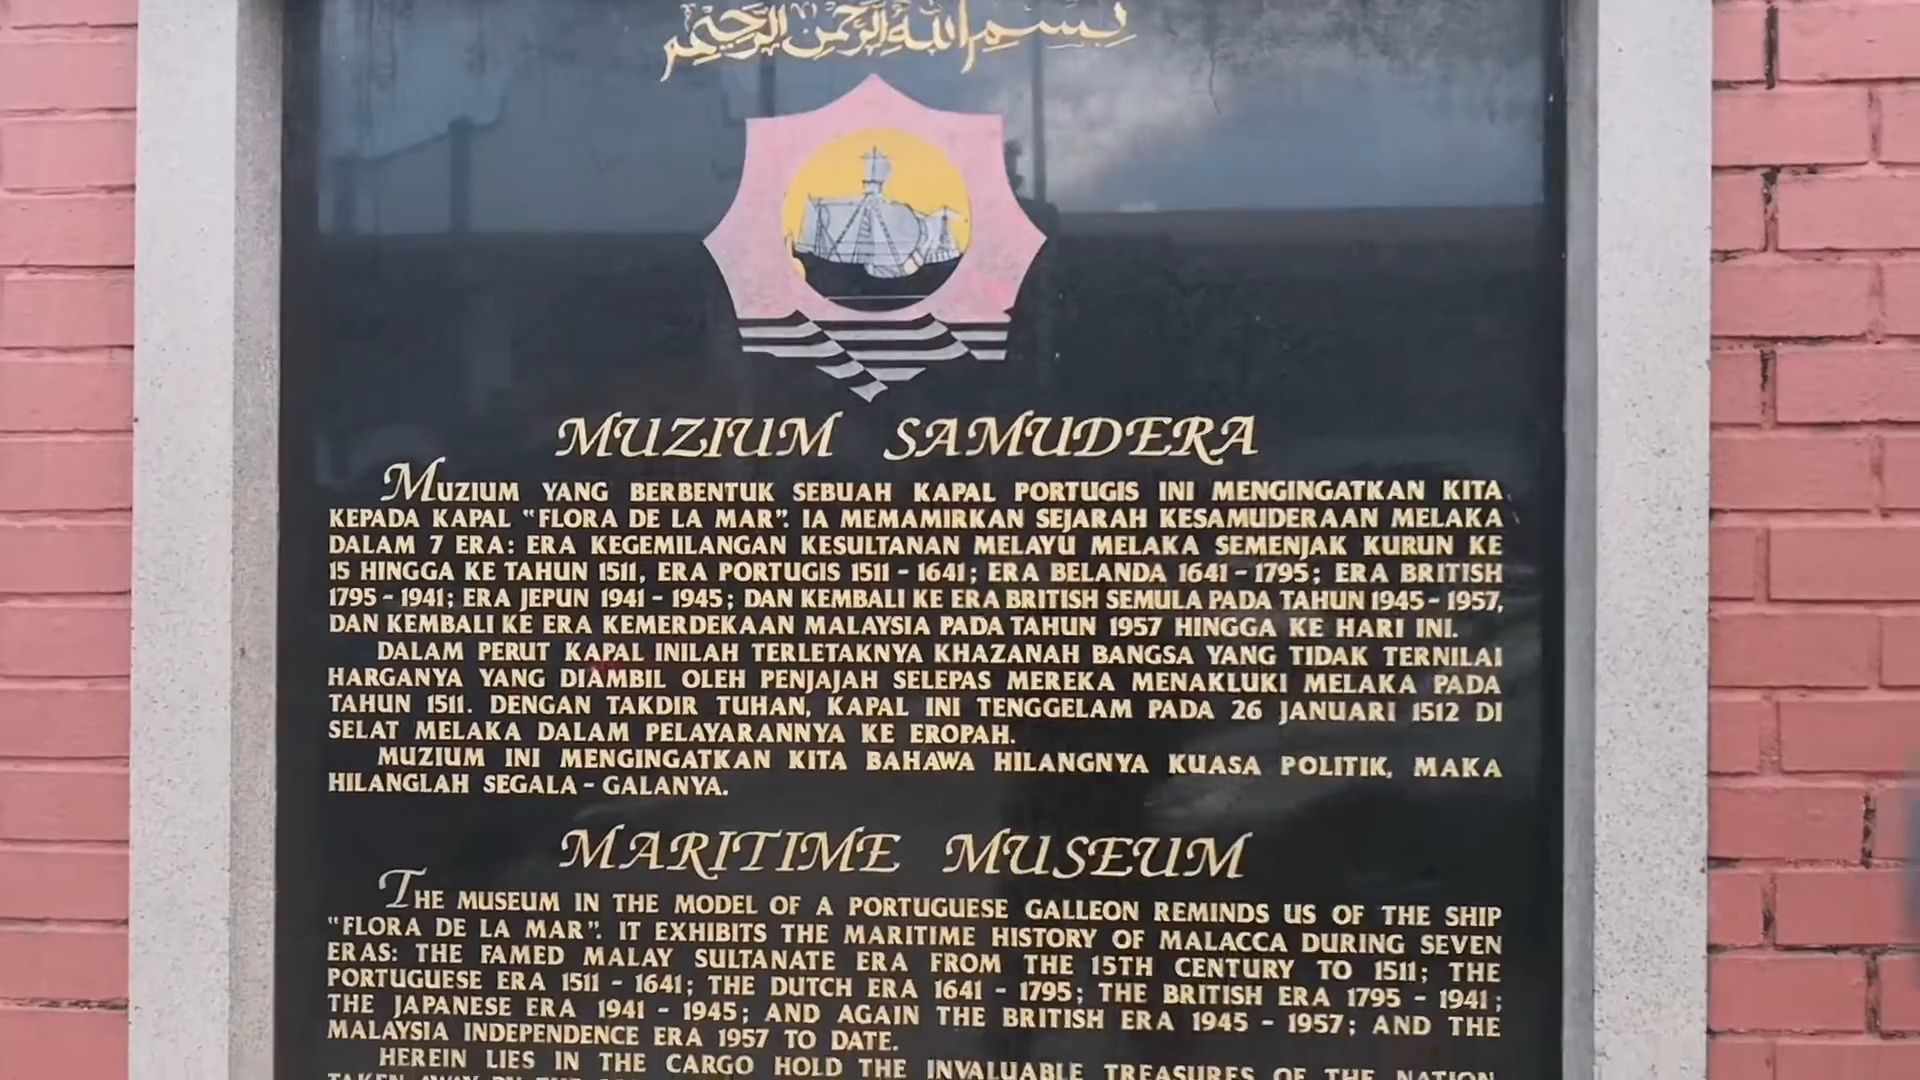 بسم الله الرحمن الرحيم
MUZIUM SAMUDERA
MUZIUM YANG BERBENTUK SEBUAH KAPAL PORTUGIS INI MENGINGATKAN KITA
KEPADA KAPAL "FLORA DE LA MAR". IA MEMAMIRKAN SEJARAH KESAMUDERAAN MELAKA
DALAM 7 ERA: ERA KEGEMILANGAN KESULTANAN MELAYU MELAKA SEMENJAK KURUN KE
15 HINGGA KE TAHUN 1511, ERA PORTUGIS 1511 - 1641; ERA BELANDA 1641 - 1795; ERA BRITISH
1795 - 1941; ERA JEPUN 1941 - 1945; DAN KEMBALI KE ERA BRITISH SEMULA PADA TAHUN 1945 - 1957,
DAN KEMBALI KE ERA KEMERDEKAAN MALAYSIA PADA TAHUN 1957 HINGGA KE HARI INI.
DALAM PERUT KAPAL INILAH TERLETAKNYA KHAZANAH BANGSA YANG TIDAK TERNILAI
HARGANYA YANG DIAMBIL OLEH PENJAJAH SELEPAS MEREKA MENAKLUKI MELAKA PADA
TAHUN 1511. DENGAN TAKDIR TUHAN, KAPAL INI TENGGELAM PADA 26 JANUARI 1512 DI
SELAT MELAKA DALAM PELAYARANNYA KE EROPAH.
MUZIUM INI MENGINGATKAN KITA BAHAWA HILANGNYA KUASA POLITIK, MAKA
HILANGLAH SEGALA - GALANYA.
MARITIME MUSEUM
THE MUSEUM IN THE MODEL OF A PORTUGUESE GALLEON REMINDS US OF THE SHIP
"FLORA DE LA MAR". IT EXHIBITS THE MARITIME HISTORY OF MALACCA DURING SEVEN
ERAS: THE FAMED MALAY SULTANATE ERA FROM THE 15TH CENTURY TO 1511; THE
PORTUGUESE ERA 1511 - 1641; THE DUTCH ERA 1641 - 1795; THE BRITISH ERA 1795 - 1941;
THE JAPANESE ERA 1941 - 1945; AND AGAIN THE BRITISH ERA 1945 - 1957; AND THE
MALAYSIA INDEPENDENCE ERA 1957 TO DATE.
HEREIN LIES IN THE CARGO HOLD THE INVALUABLE TREASURES OF THE NATION